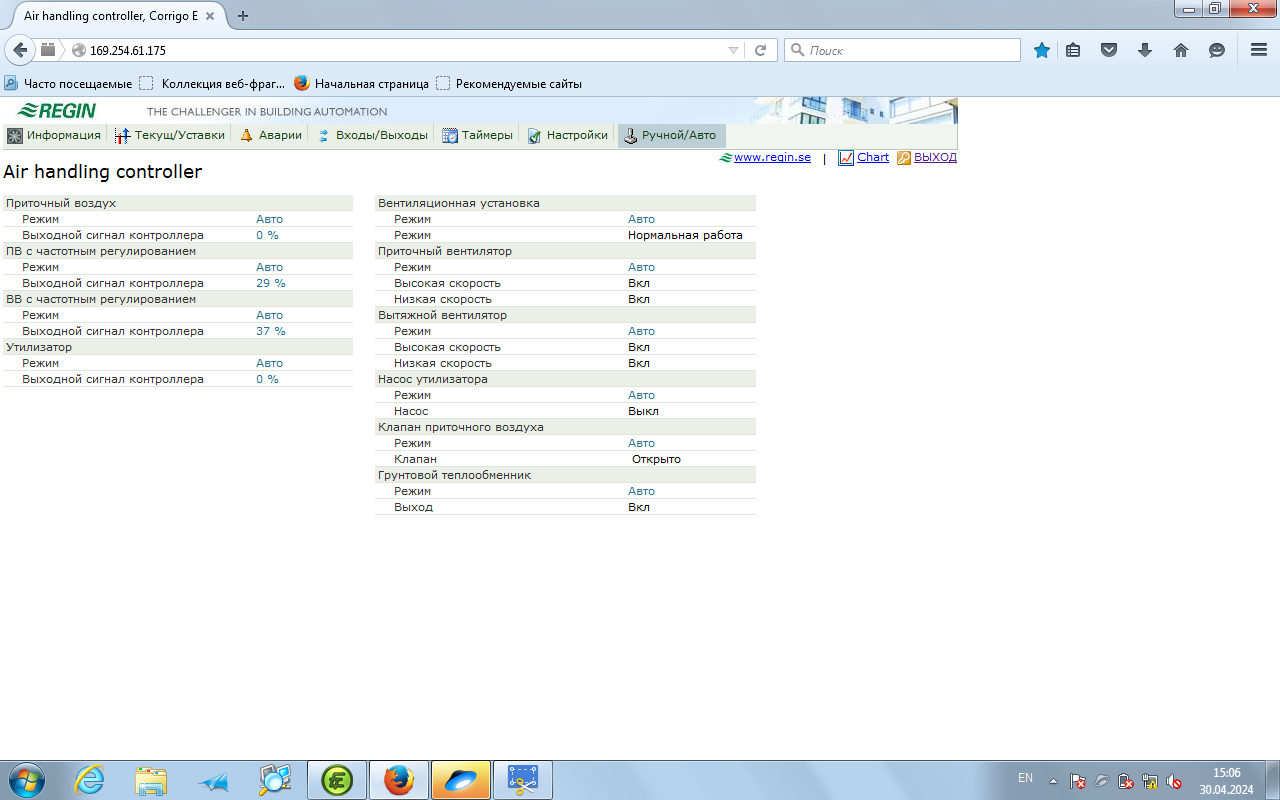 Air handling controller, Corrigo E
169.254.61.175
Поиск
Часто посещаемые Коллекция веб-фраг... Начальная страница Рекомендуемые сайты
REGIN THE CHALLENGER IN BUILDING AUTOMATION
Информация Текущ/Уставки Аварии Входы/Выходы Таймеры Настройки Ручной/Авто
www.regin.se | Chart ВЫХОД
Air handling controller
Приточный воздух
Режим Авто
Выходной сигнал контроллера 0 %
ПВ с частотным регулированием
Режим Авто
Выходной сигнал контроллера 29 %
ВВ с частотным регулированием
Режим Авто
Выходной сигнал контроллера 37 %
Утилизатор
Режим Авто
Выходной сигнал контроллера 0 %
Вентиляционная установка
Режим Авто
Режим Нормальная работа
Приточный вентилятор
Режим Авто
Высокая скорость Вкл
Низкая скорость Вкл
Вытяжной вентилятор
Режим Авто
Высокая скорость Вкл
Низкая скорость Вкл
Насос утилизатора
Режим Авто
Насос Выкл
Клапан приточного воздуха
Режим Авто
Клапан Открыто
Грунтовой теплообменник
Режим Авто
Выход Вкл
EN
15:06
30.04.2024